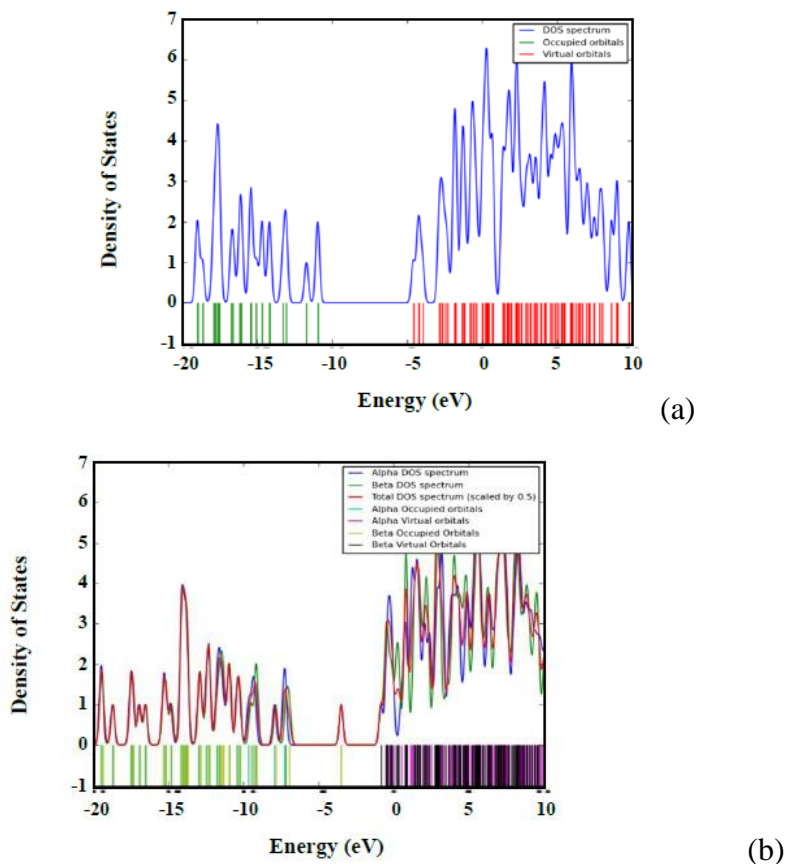 7
DOS spectrum
Occupied orbitals
Virtual orbitals
6
5
4
3
2
1
0
-1
Density of States
-20 -15 -10 -5 0 5 10
Energy (eV)
(a)
7
Alpha DOS spectrum
Beta DOS spectrum
Total DOS spectrum (scaled by 0.5)
Alpha Occupied orbitals
Alpha Virtual orbitals
Beta Occupied Orbitals
Beta Virtual Orbitals
6
5
4
3
2
1
0
-1
Density of States
-20 -15 -10 -5 0 5 10
Energy (eV)
(b)